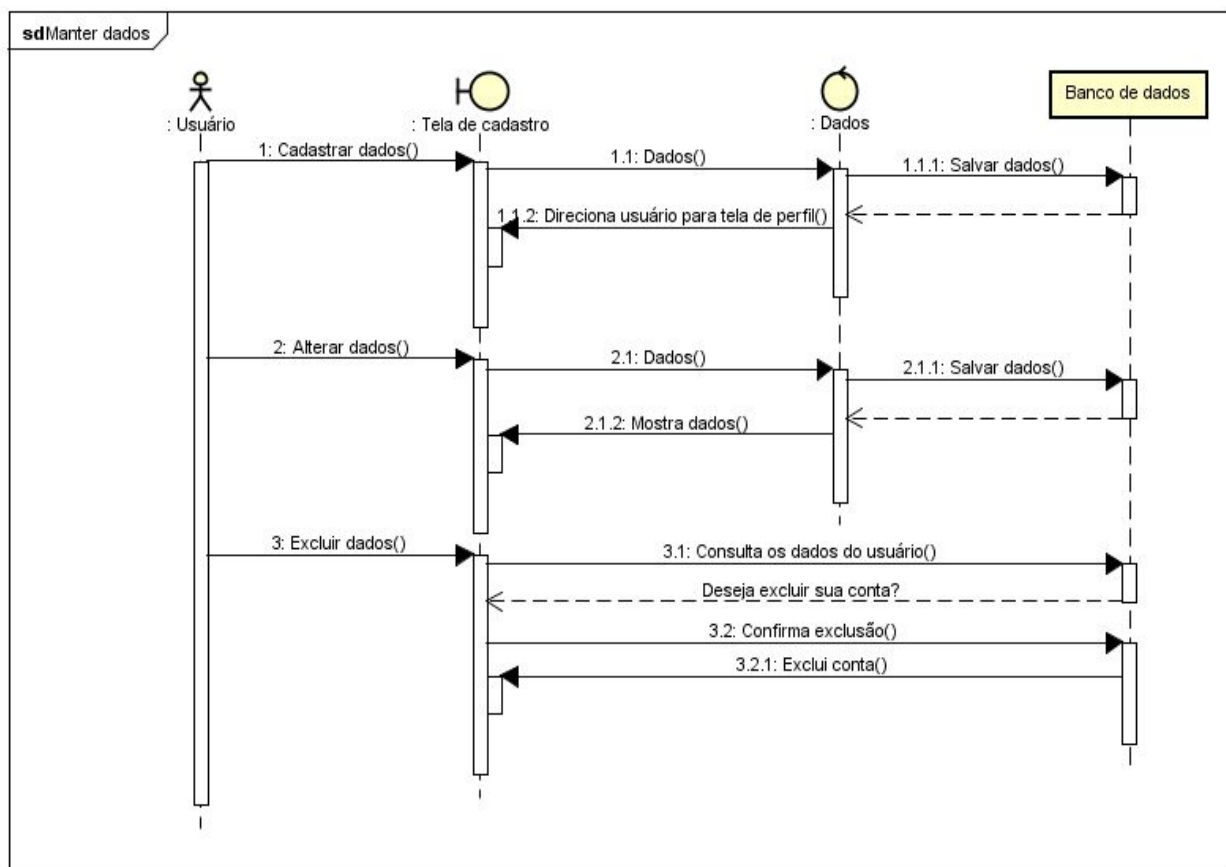 sd Manter dados
: Usuário
: Tela de cadastro
: Dados
Banco de dados
1: Cadastrar dados()
1.1: Dados()
1.1.1: Salvar dados()
1.1.2: Direciona usuário para tela de perfil()
2: Alterar dados()
2.1: Dados()
2.1.1: Salvar dados()
2.1.2: Mostra dados()
3: Excluir dados()
3.1: Consulta os dados do usuário()
Deseja excluir sua conta?
3.2: Confirma exclusão()
3.2.1: Exclui conta()